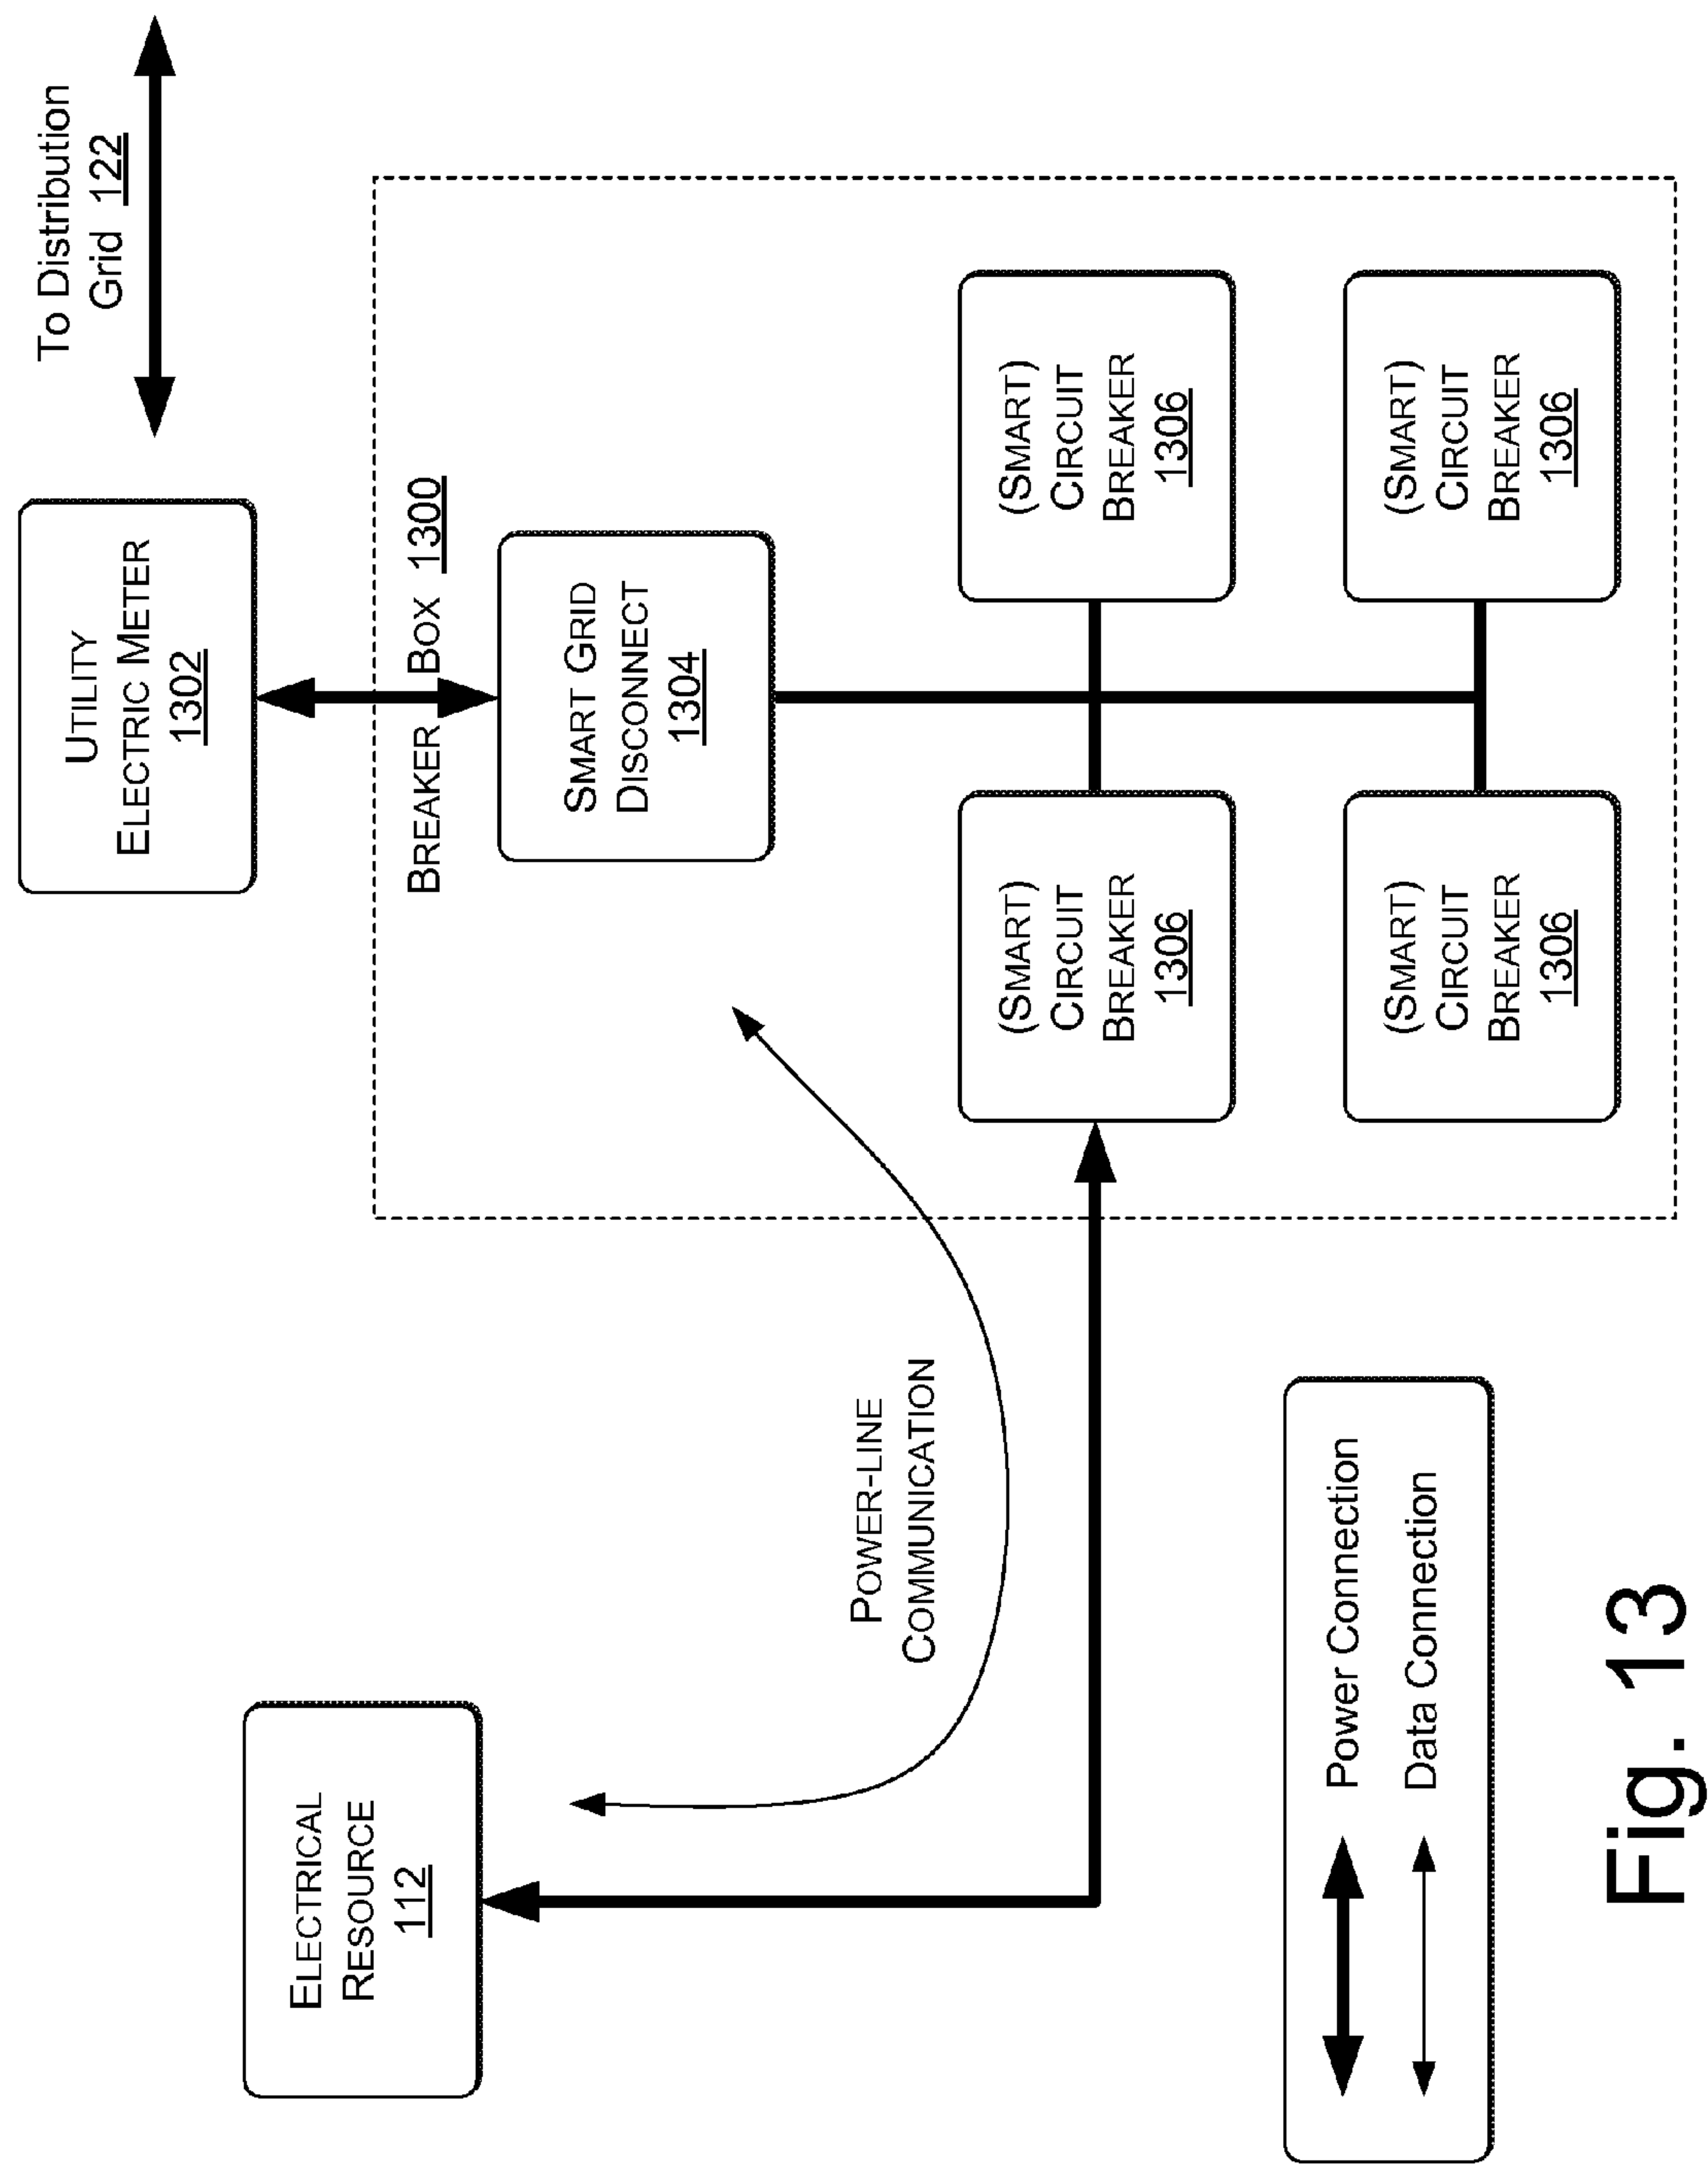 To Distribution
Grid 122
UTILITY
ELECTRIC METER
1302
BREAKER BOX 1300
SMART GRID
DISCONNECT
1304
ELECTRICAL
RESOURCE
112
POWER-LINE
COMMUNICATION
(SMART)
CIRCUIT
BREAKER
1306
(SMART)
CIRCUIT
BREAKER
1306
(SMART)
CIRCUIT
BREAKER
1306
(SMART)
CIRCUIT
BREAKER
1306
Power Connection
Data Connection
Fig. 13